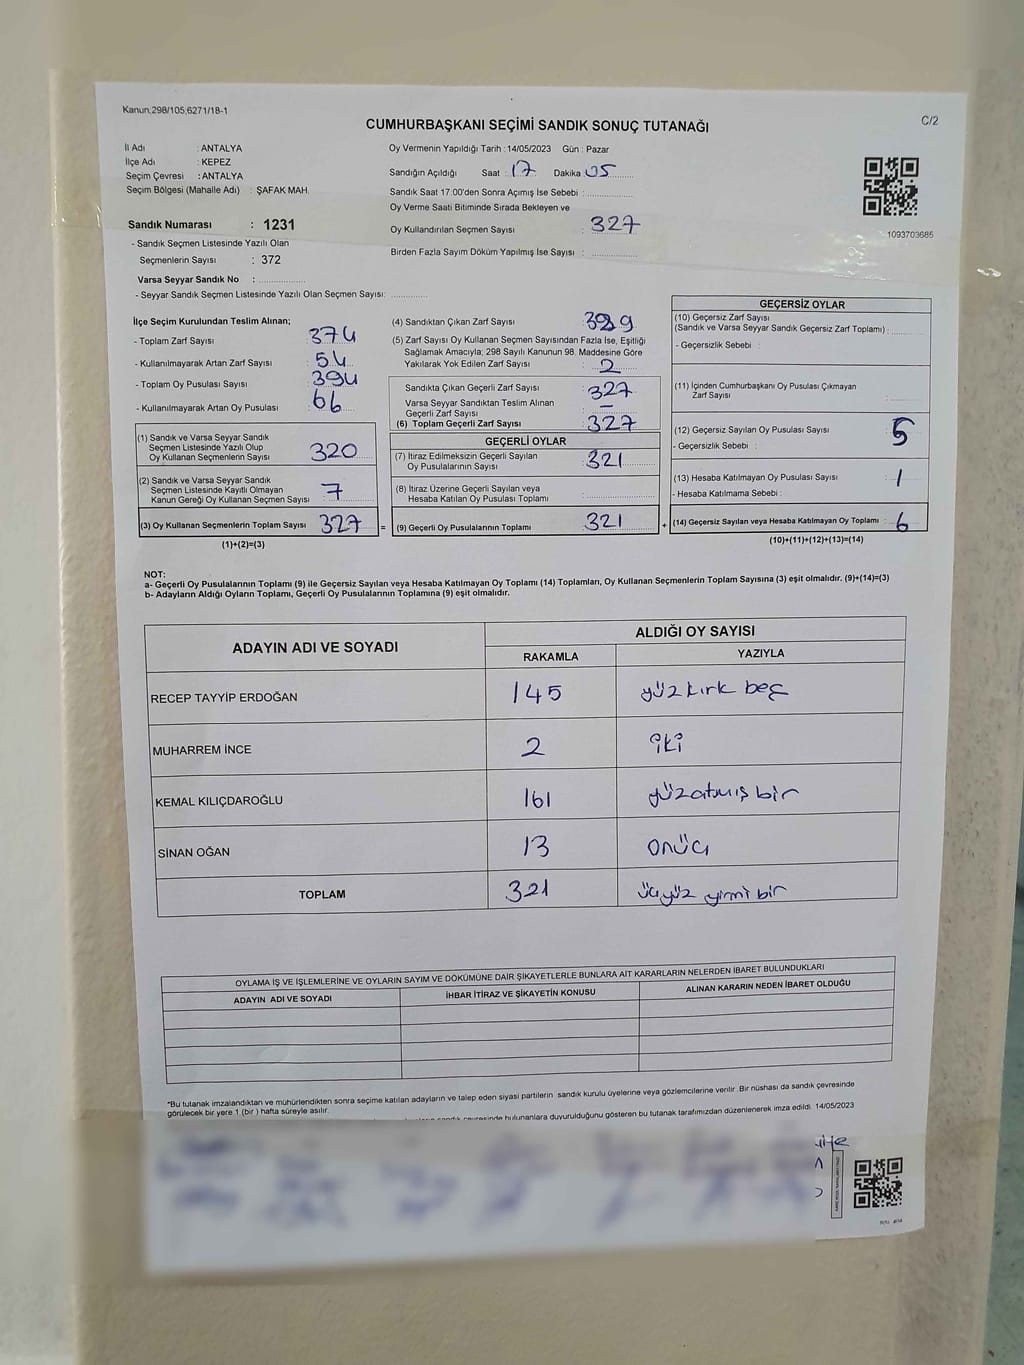 Kanun:298/105;6271/18-1
C/2
CUMHURBAŞKANI SEÇİMİ SANDIK SONUÇ TUTANAĞI
İl Adı : ANTALYA
İlçe Adı : KEPEZ
Seçim Çevresi : ANTALYA
Seçim Bölgesi (Mahalle Adı) : ŞAFAK MAH.
Sandık Numarası : 1231
- Sandık Seçmen Listesinde Yazılı Olan
Seçmenlerin Sayısı : 372
Varsa Seyyar Sandık No :
- Seyyar Sandık Seçmen Listesinde Yazılı Olan Seçmen Sayısı:
Oy Vermenin Yapıldığı Tarih : 14/05/2023 Gün : Pazar
Sandığın Açıldığı Saat : 17 Dakika : 05
Sandık Saat 17:00'den Sonra Açımış İse Sebebi :
Oy Verme Saati Bitiminde Sırada Bekleyen ve
Oy Kullandırılan Seçmen Sayısı : 327
Birden Fazla Sayım Döküm Yapılmış İse Sayısı :
1093703685
İlçe Seçim Kurulundan Teslim Alınan;
- Toplam Zarf Sayısı : 374
- Kullanılmayarak Artan Zarf Sayısı : 54
- Toplam Oy Pusulası Sayısı : 394
- Kullanılmayarak Artan Oy Pusulası : 66
(1) Sandık ve Varsa Seyyar Sandık
Seçmen Listesinde Yazılı Olup
Oy Kullanan Seçmenlerin Sayısı 320
(2) Sandık ve Varsa Seyyar Sandık
Seçmen Listesinde Kayıtlı Olmayan
Kanun Gereği Oy Kullanan Seçmen Sayısı 7
(3) Oy Kullanan Seçmenlerin Toplam Sayısı 327
(1)+(2)=(3)
=
(4) Sandıktan Çıkan Zarf Sayısı : 329
(5) Zarf Sayısı Oy Kullanan Seçmen Sayısından Fazla İse, Eşitliği
Sağlamak Amacıyla; 298 Sayılı Kanunun 98. Maddesine Göre
Yakılarak Yok Edilen Zarf Sayısı : 2
Sandıkta Çıkan Geçerli Zarf Sayısı : 327
Varsa Seyyar Sandıktan Teslim Alınan
Geçerli Zarf Sayısı : –
(6) Toplam Geçerli Zarf Sayısı : 327
GEÇERLİ OYLAR
(7) İtiraz Edilmeksizin Geçerli Sayılan
Oy Pusulalarının Sayısı : 321
(8) İtiraz Üzerine Geçerli Sayılan veya
Hesaba Katılan Oy Pusulası Toplamı :
(9) Geçerli Oy Pusulalarının Toplamı : 321
+
GEÇERSİZ OYLAR
(10) Geçersiz Zarf Sayısı
(Sandık ve Varsa Seyyar Sandık Geçersiz Zarf Toplamı) :
- Geçersizlik Sebebi :
(11) İçinden Cumhurbaşkanı Oy Pusulası Çıkmayan
Zarf Sayısı :
(12) Geçersiz Sayılan Oy Pusulası Sayısı : 5
- Geçersizlik Sebebi :
(13) Hesaba Katılmayan Oy Pusulası Sayısı : 1
- Hesaba Katılmama Sebebi :
(14) Geçersiz Sayılan veya Hesaba Katılmayan Oy Toplamı : 6
(10)+(11)+(12)+(13)=(14)
NOT:
a- Geçerli Oy Pusulalarının Toplamı (9) ile Geçersiz Sayılan veya Hesaba Katılmayan Oy Toplamı (14) Toplamları, Oy Kullanan Seçmenlerin Toplam Sayısına (3) eşit olmalıdır. (9)+(14)=(3)
b- Adayların Aldığı Oyların Toplamı, Geçerli Oy Pusulalarının Toplamına (9) eşit olmalıdır.
ADAYIN ADI VE SOYADI
ALDIĞI OY SAYISI
RAKAMLA YAZIYLA
RECEP TAYYİP ERDOĞAN 145 yüz kırk beş
MUHARREM İNCE 2 iki
KEMAL KILIÇDAROĞLU 161 yüzatmış bir
SİNAN OĞAN 13 onüç
TOPLAM 321 üçyüz yirmi bir
OYLAMA İŞ VE İŞLEMLERİNE VE OYLARIN SAYIM VE DÖKÜMÜNE DAİR ŞİKAYETLERLE BUNLARA AİT KARARLARIN NELERDEN İBARET BULUNDUKLARI
ADAYIN ADI VE SOYADI İHBAR İTİRAZ VE ŞİKAYETİN KONUSU ALINAN KARARIN NEDEN İBARET OLDUĞU
*Bu tutanak imzalandıktan ve mühürlendikten sonra seçime katılan adayların ve talep eden siyasi partilerin sandık kurulu üyelerine veya gözlemcilerine verilir. Bir nüshası da sandık çevresinde
görülecek bir yere 1 (bir) hafta süreyle asılır.
sandık çevresinde bulunanlara duyurulduğunu gösteren bu tutanak tarafımızdan düzenlenerek imza edildi. 14/05/2023